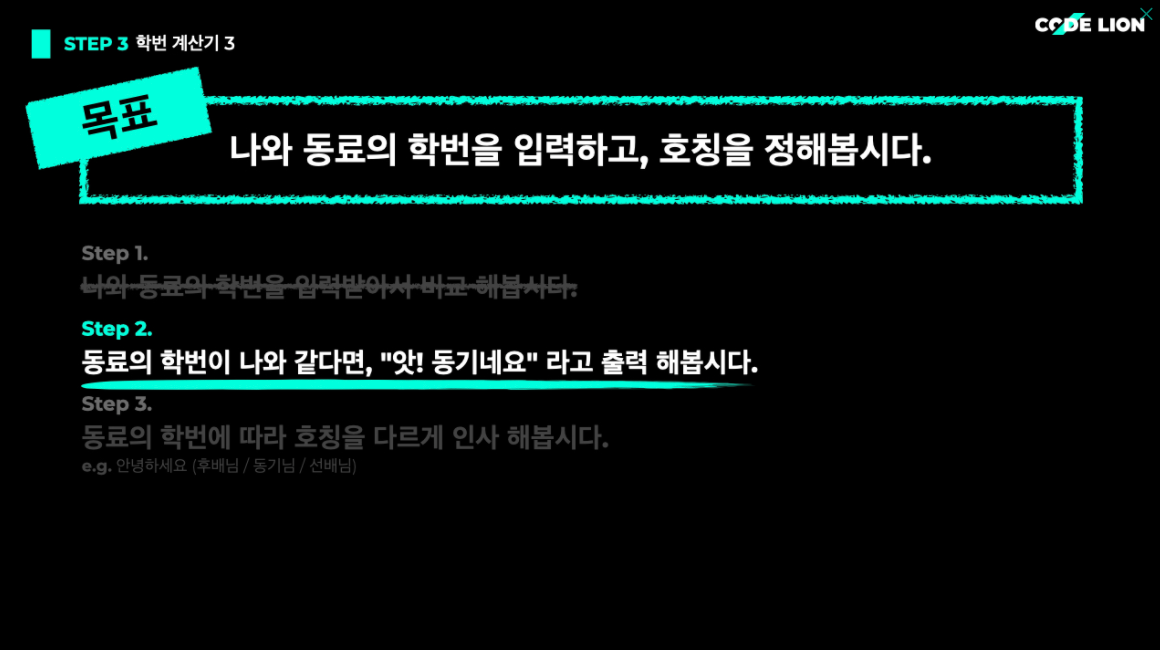 STEP 3 학번 계산기 3
CODE LION
목표
나와 동료의 학번을 입력하고, 호칭을 정해봅시다.
Step 1.
나와 동료의 학번을 입력받아서 비교 해봅시다.
Step 2.
동료의 학번이 나와 같다면, "앗! 동기네요" 라고 출력 해봅시다.
Step 3.
동료의 학번에 따라 호칭을 다르게 인사 해봅시다.
e.g. 안녕하세요 (후배님 / 동기님 / 선배님)